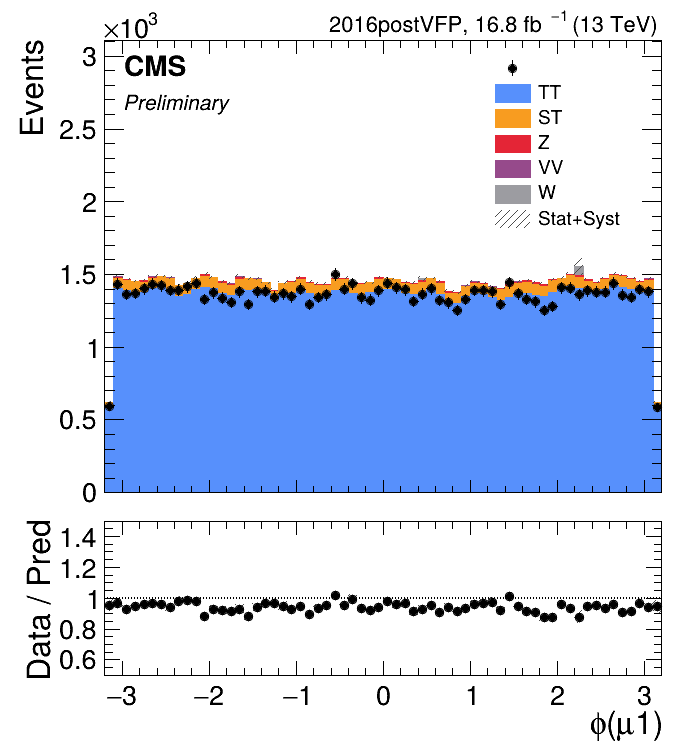 ×10³
2016postVFP, 16.8 fb⁻¹ (13 TeV)
Events
CMS
Preliminary
TT
ST
Z
VV
W
Stat+Syst
3
2.5
2
1.5
1
0.5
0
Data / Pred
1.4
1.2
1
0.8
0.6
−3 −2 −1 0 1 2 3
ϕ(μ1)